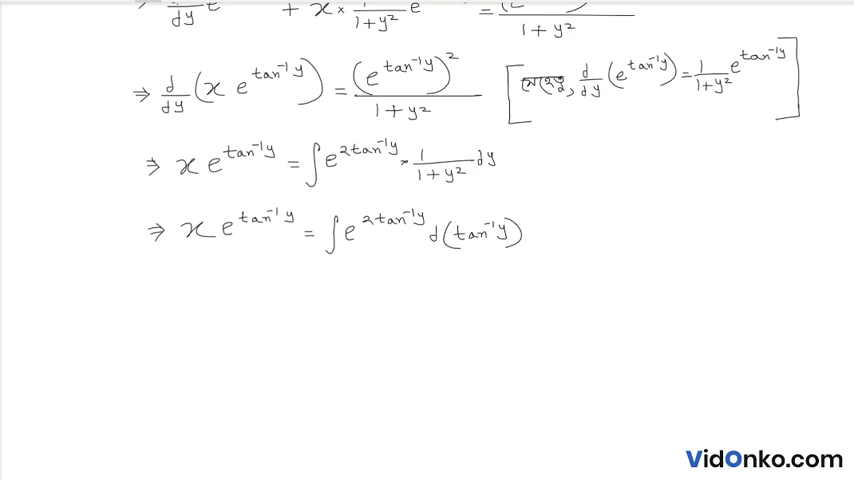 ⇒ d/dy e + x × 1/(1+y²) e = /(1+y²)
⇒ d/dy (x e^(tan⁻¹y)) = (e^(tan⁻¹y))²/(1+y²) [যেহেতু, d/dy (e^(tan⁻¹y)) = 1/(1+y²) e^(tan⁻¹y)]
⇒ x e^(tan⁻¹y) = ∫ e^(2tan⁻¹y) · 1/(1+y²) dy
⇒ x e^(tan⁻¹y) = ∫ e^(2tan⁻¹y) d(tan⁻¹y)
VidOnko.com